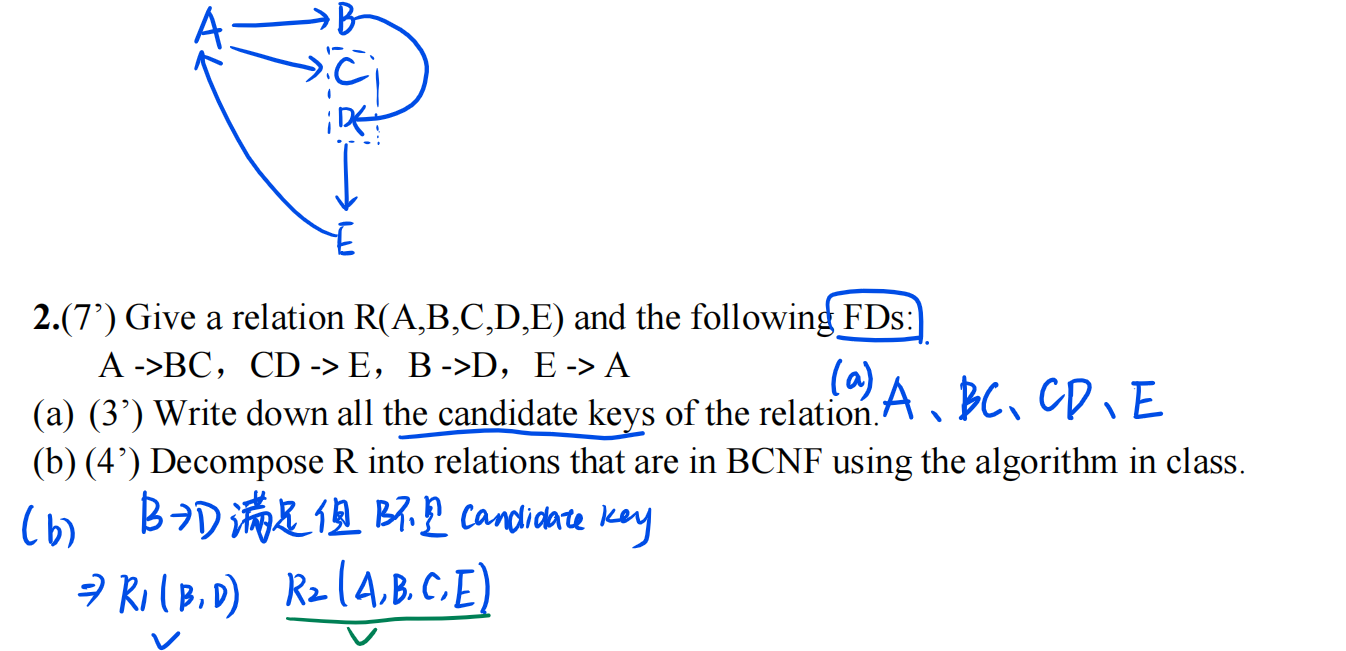 A B
C
D
E
2.(7’) Give a relation R(A,B,C,D,E) and the following FDs:
A ->BC， CD -> E， B ->D， E -> A
(a) (3’) Write down all the candidate keys of the relation.
(a) A、BC、CD、E
(b) (4’) Decompose R into relations that are in BCNF using the algorithm in class.
(b) B→D 满足但 B不是 candidate key
⇒ R1(B,D) R2(A,B,C,E)